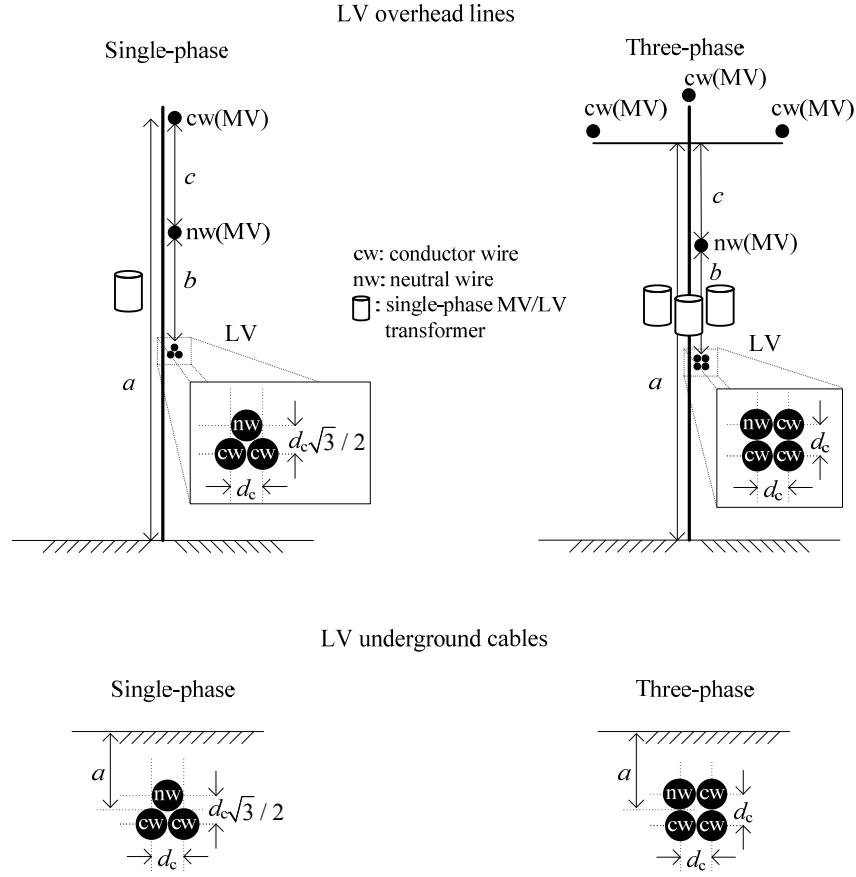 LV overhead lines
Single-phase
Three-phase
cw(MV)
c
nw(MV)
b
LV
a
nw
cw cw
d_c√3 / 2
d_c
cw: conductor wire
nw: neutral wire
: single-phase MV/LV
transformer
cw(MV)
cw(MV)
cw(MV)
c
nw(MV)
b
LV
a
nw cw
cw cw
d_c
d_c
LV underground cables
Single-phase
Three-phase
a
nw
cw cw
d_c√3 / 2
d_c
a
nw cw
cw cw
d_c
d_c